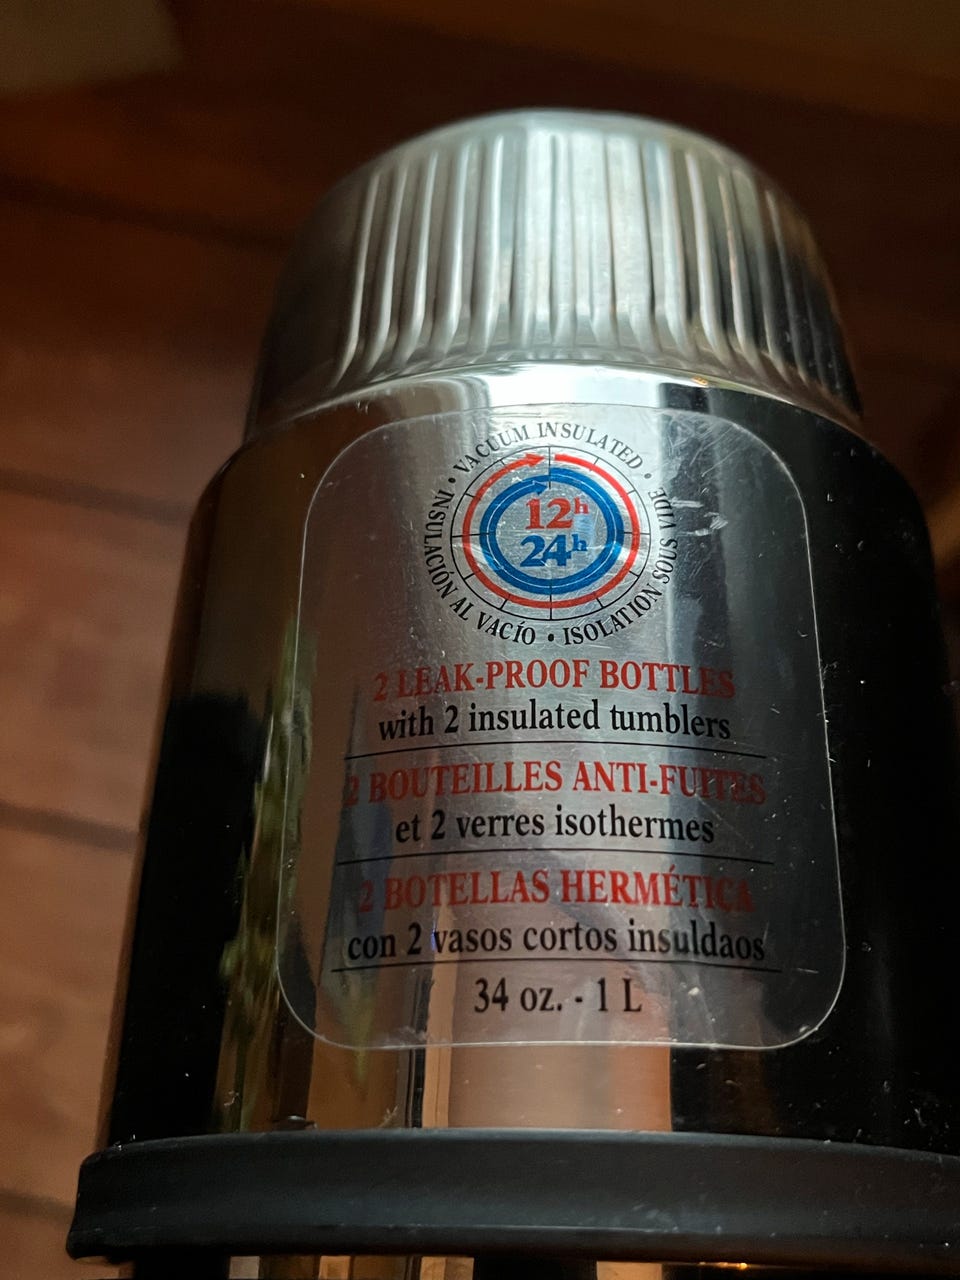 • VACUUM INSULATED • VIDE SOUS ISOLATION • INSULACIÓN AL VACÍO
12h
24h
2 LEAK-PROOF BOTTLES
with 2 insulated tumblers
2 BOUTEILLES ANTI-FUITES
et 2 verres isothermes
2 BOTELLAS HERMÉTICA
con 2 vasos cortos insuldaos
34 oz. - 1 L